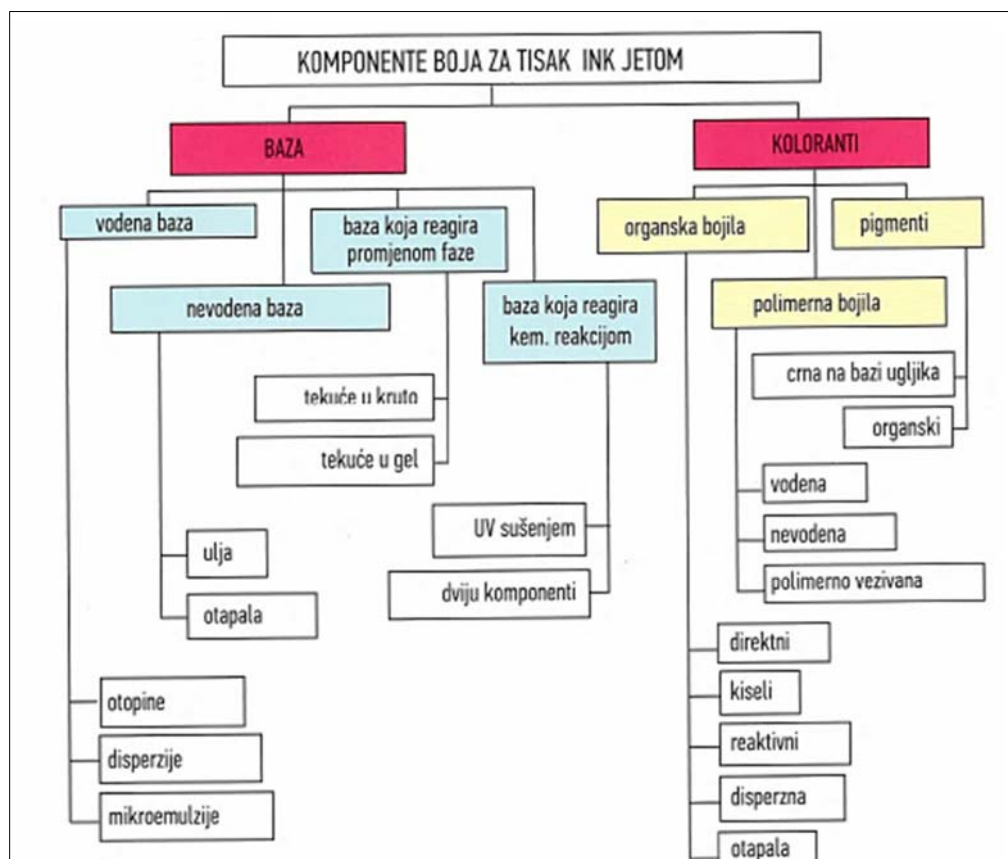 KOMPONENTE BOJA ZA TISAK INK JETOM
BAZA
KOLORANTI
vodena baza
baza koja reagira
promjenom faze
organska bojila
pigmenti
nevodena baza
baza koja reagira
kem. reakcijom
polimerna bojila
tekuće u kruto
tekuće u gel
crna na bazi ugljika
organski
vodena
nevodena
polimerno vezivana
UV sušenjem
dviju komponenti
ulja
otapala
otopine
disperzije
mikroemulzije
direktni
kiseli
reaktivni
disperzna
otapala